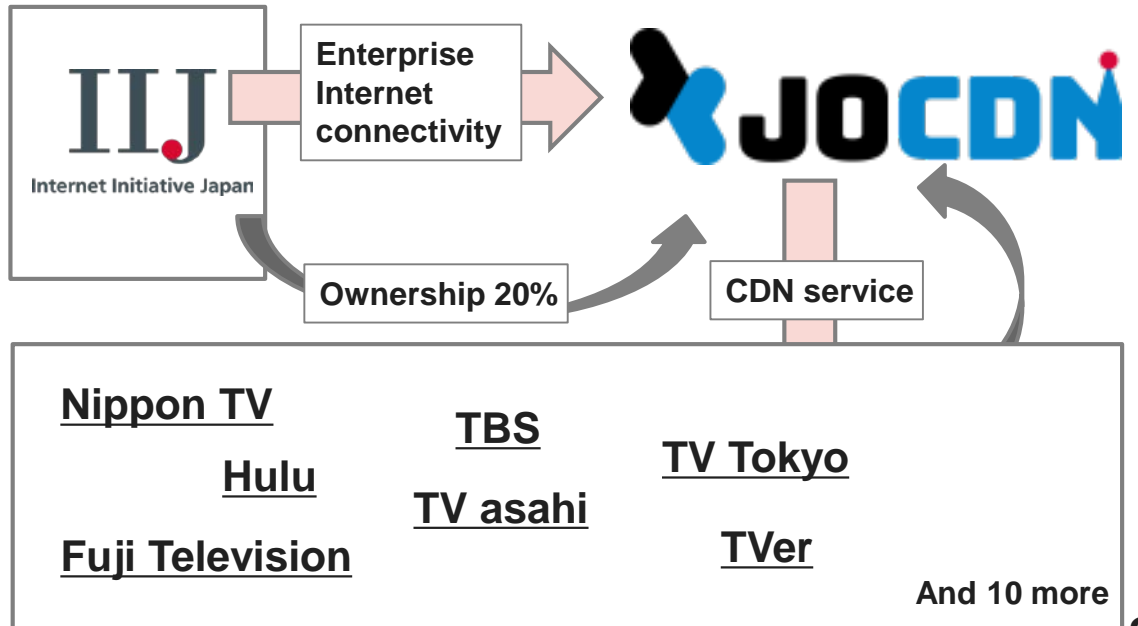 IIJ
Internet Initiative Japan
Enterprise
Internet
connectivity
JOCDN
Ownership 20%
CDN service
Nippon TV
TBS
TV Tokyo
Hulu
TV asahi
Fuji Television
TVer
And 10 more